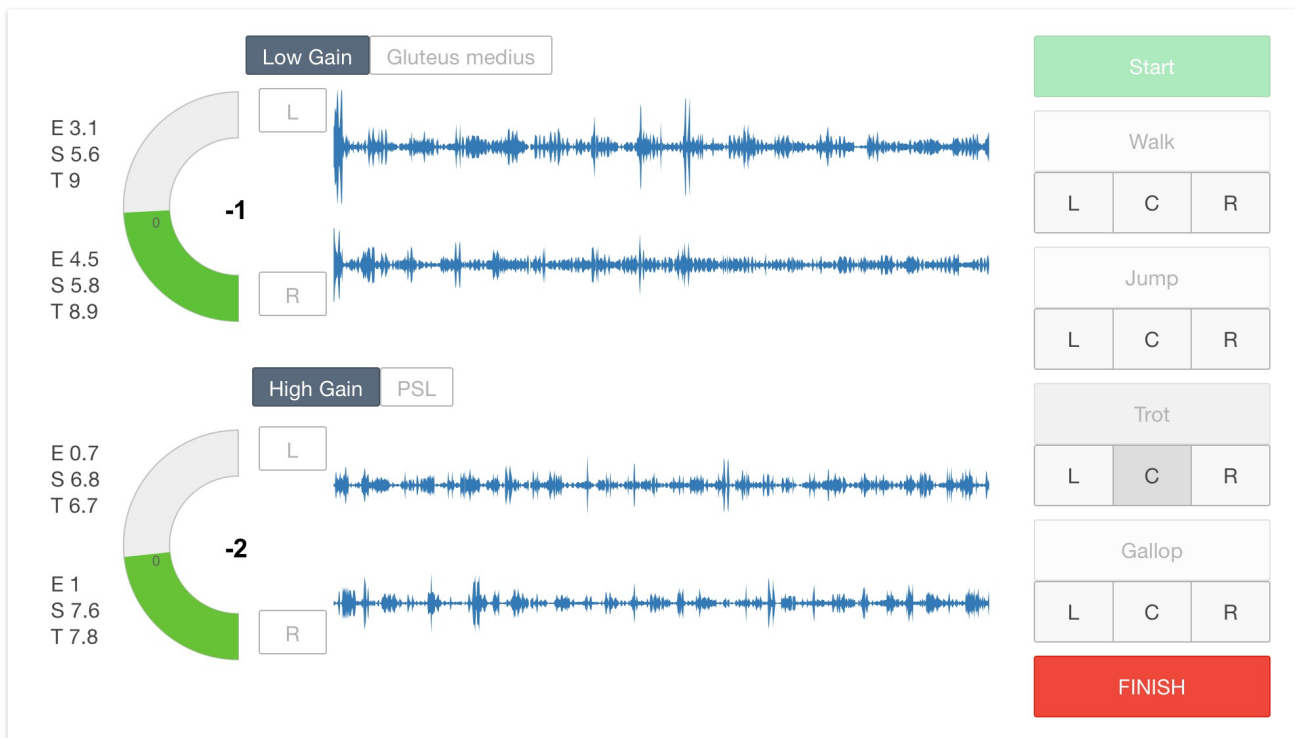 Low Gain Gluteus medius
E 3.1
S 5.6
T 9
L
0
-1
E 4.5
S 5.8
T 8.9
R
High Gain PSL
E 0.7
S 6.8
T 6.7
L
0
-2
E 1
S 7.6
T 7.8
R
Start
Walk
L C R
Jump
L C R
Trot
L C R
Gallop
L C R
FINISH